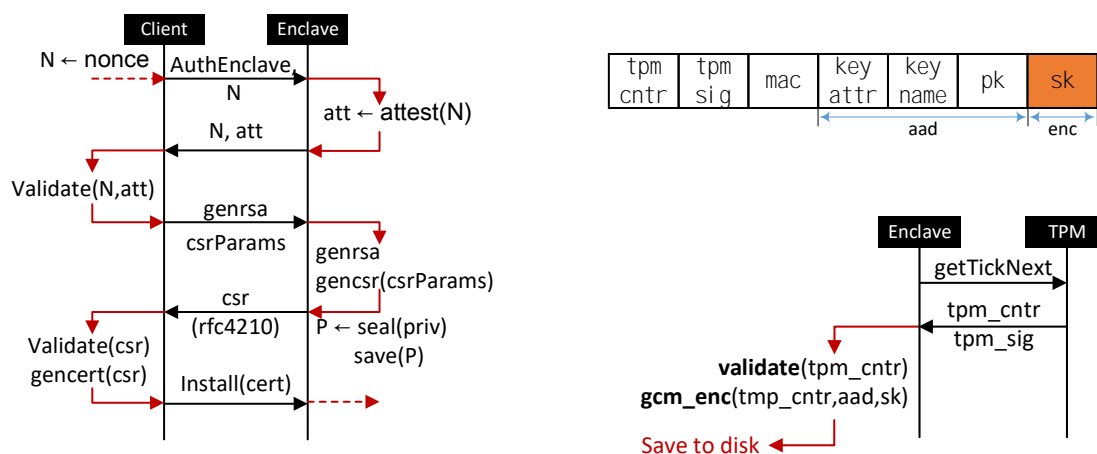 Client
Enclave
N ← nonce
AuthEnclave,
N
att ← attest(N)
N, att
Validate(N,att)
genrsa
csrParams
genrsa
gencsr(csrParams)
csr
(rfc4210)
P ← seal(priv)
save(P)
Validate(csr)
gencert(csr)
Install(cert)
tpm
cntr
tpm
sig
mac
key
attr
key
name
pk
sk
aad
enc
Enclave
TPM
getTickNext
tpm_cntr
tpm_sig
validate(tpm_cntr)
gcm_enc(tmp_cntr,aad,sk)
Save to disk